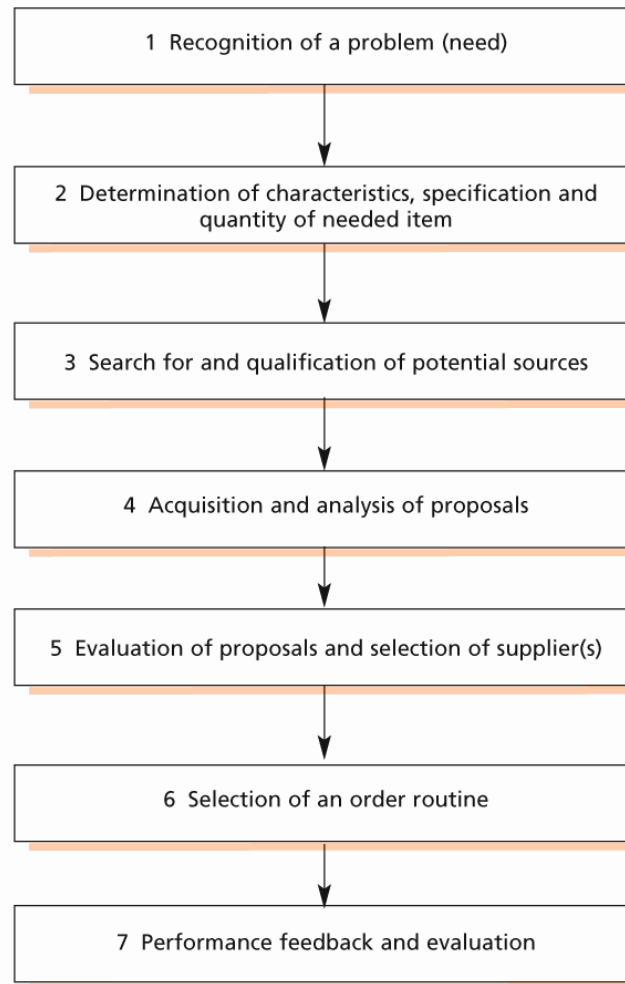 1 Recognition of a problem (need)
2 Determination of characteristics, specification and
quantity of needed item
3 Search for and qualification of potential sources
4 Acquisition and analysis of proposals
5 Evaluation of proposals and selection of supplier(s)
6 Selection of an order routine
7 Performance feedback and evaluation